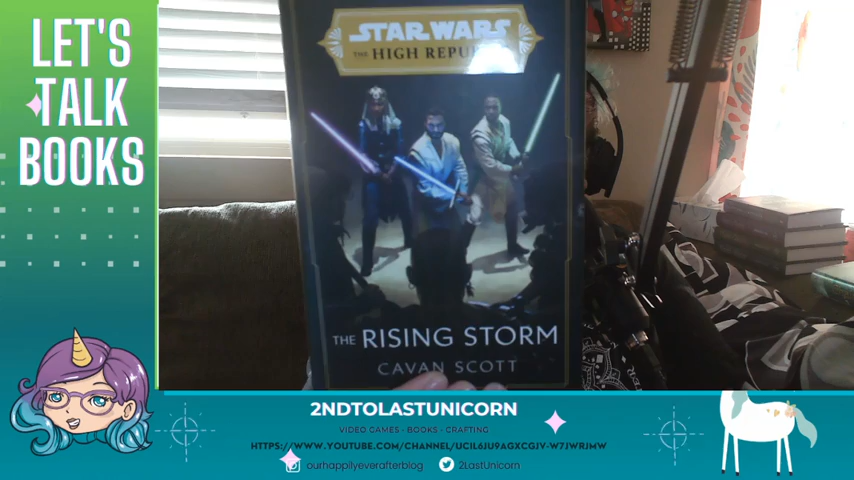 LET'S
TALK
BOOKS
STAR WARS
THE HIGH REPU
THE RISING STORM
CAVAN SCOTT
2NDTOLASTUNICORN
VIDEO GAMES • BOOKS • CRAFTING
ourhappilyeverafterblog
2LastUnicorn